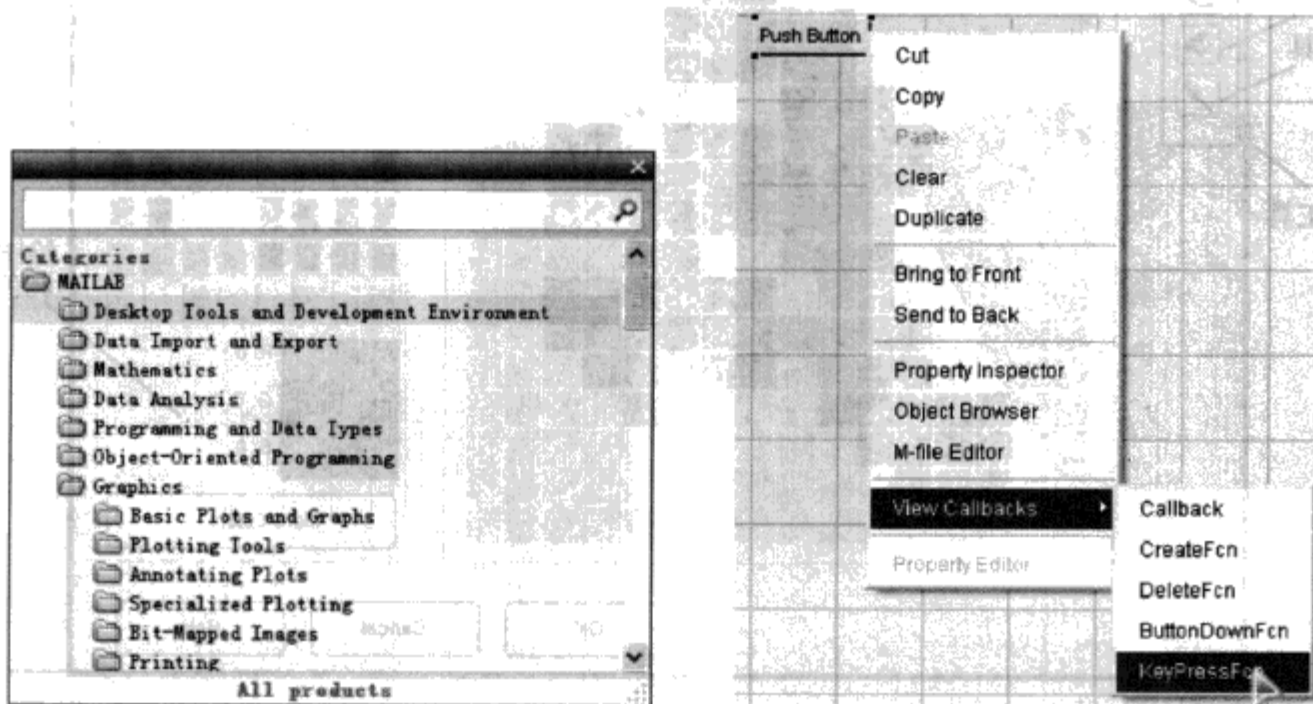 Categories
MATLAB
Desktop Tools and Development Environment
Data Import and Export
Mathematics
Data Analysis
Programming and Data Types
Object-Oriented Programming
Graphics
Basic Plots and Graphs
Plotting Tools
Annotating Plots
Specialized Plotting
Bit-Mapped Images
Printing
All products
Push Button
Cut
Copy
Paste
Clear
Duplicate
Bring to Front
Send to Back
Property Inspector
Object Browser
M-file Editor
View Callbacks
Property Editor
Callback
CreateFcn
DeleteFcn
ButtonDownFcn
KeyPressFcn